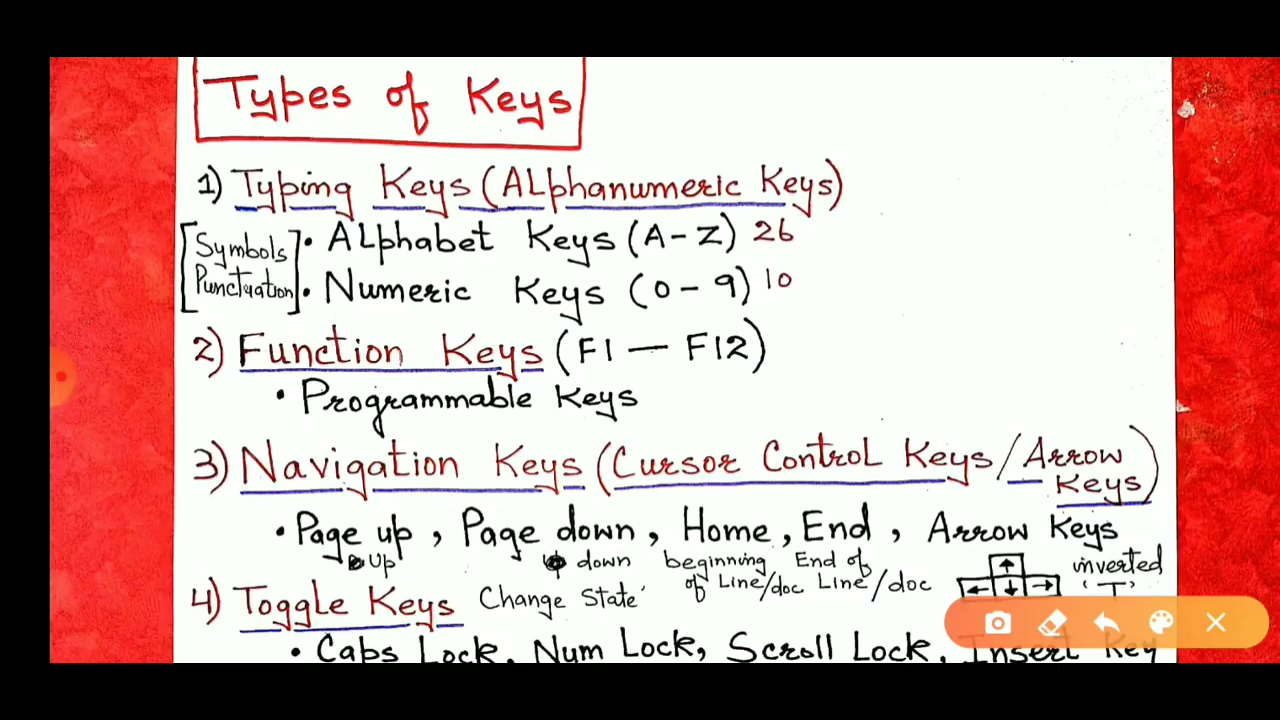 Types of Keys
1) Typing Keys (ALphanumeric Keys)
[Symbols Punctuation]
• ALphabet Keys (A-Z) 26
• Numeric Keys (0-9) 10
2) Function Keys (F1 — F12)
• Programmable Keys
3) Navigation Keys (Cursor Control Keys/Arrow Keys)
• Page up, Page down, Home, End, Arrow Keys
Up down beginning of Line/doc End of Line/doc inverted 'T'
4) Toggle Keys Change State
• Caps Lock, Num Lock, Scroll Lock, Insert Key